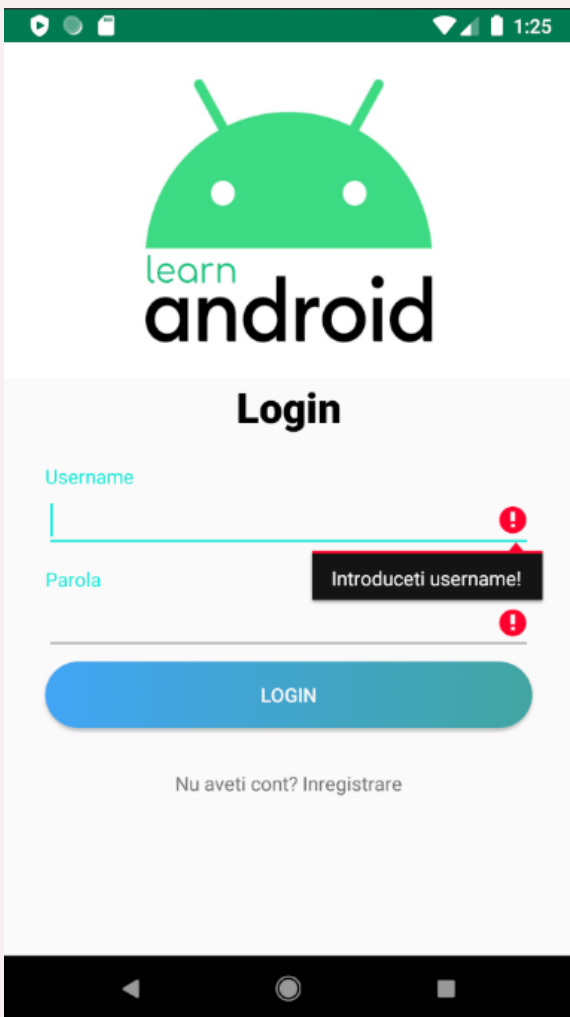 1:25
learn
android
Login
Username
Introduceti username!
Parola
LOGIN
Nu aveti cont? Inregistrare